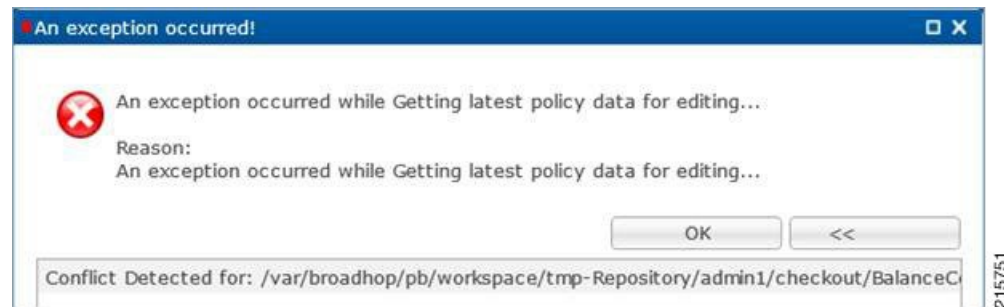 An exception occurred!
An exception occurred while Getting latest policy data for editing...
Reason:
An exception occurred while Getting latest policy data for editing...
OK
<<
Conflict Detected for: /var/broadhop/pb/workspace/tmp-Repository/admin1/checkout/BalanceC